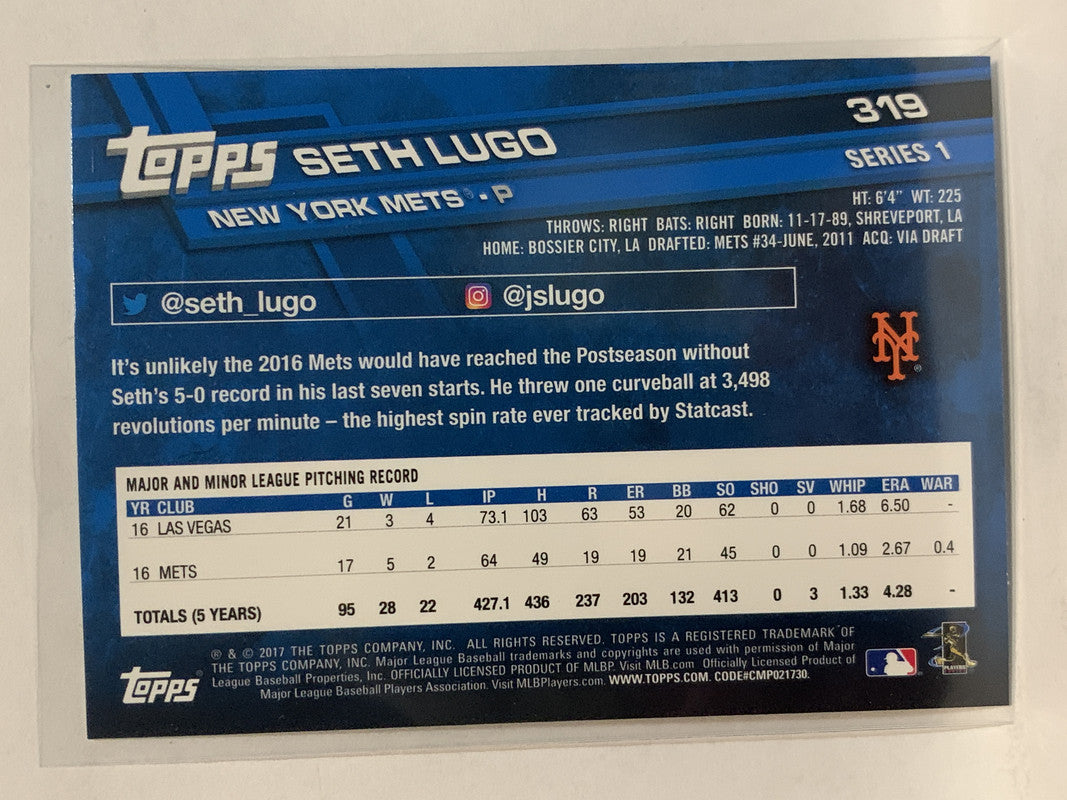 319
TOPPS SETH LUGO
SERIES 1
NEW YORK METS® • P
HT: 6'4" WT: 225
THROWS: RIGHT BATS: RIGHT BORN: 11-17-89, SHREVEPORT, LA
HOME: BOSSIER CITY, LA DRAFTED: METS #34-JUNE, 2011 ACQ: VIA DRAFT
@seth_lugo @jslugo
NY®
It's unlikely the 2016 Mets would have reached the Postseason without
Seth's 5-0 record in his last seven starts. He threw one curveball at 3,498
revolutions per minute – the highest spin rate ever tracked by Statcast.
MAJOR AND MINOR LEAGUE PITCHING RECORD
YR CLUB G W L IP H R ER BB SO SHO SV WHIP ERA WAR
16 LAS VEGAS 21 3 4 73.1 103 63 53 20 62 0 0 1.68 6.50 -
16 METS 17 5 2 64 49 19 19 21 45 0 0 1.09 2.67 0.4
TOTALS (5 YEARS) 95 28 22 427.1 436 237 203 132 413 0 3 1.33 4.28 -
® & © 2017 THE TOPPS COMPANY, INC. ALL RIGHTS RESERVED. TOPPS IS A REGISTERED TRADEMARK OF
THE TOPPS COMPANY, INC. Major League Baseball trademarks and copyrights are used with permission of Major
League Baseball Properties, Inc. OFFICIALLY LICENSED PRODUCT OF MLBP. Visit MLB.com Officially Licensed Product of
Major League Baseball Players Association. Visit MLBPlayers.com. WWW.TOPPS.COM. CODE#CMP021730.
TOPPS
PLAYERS